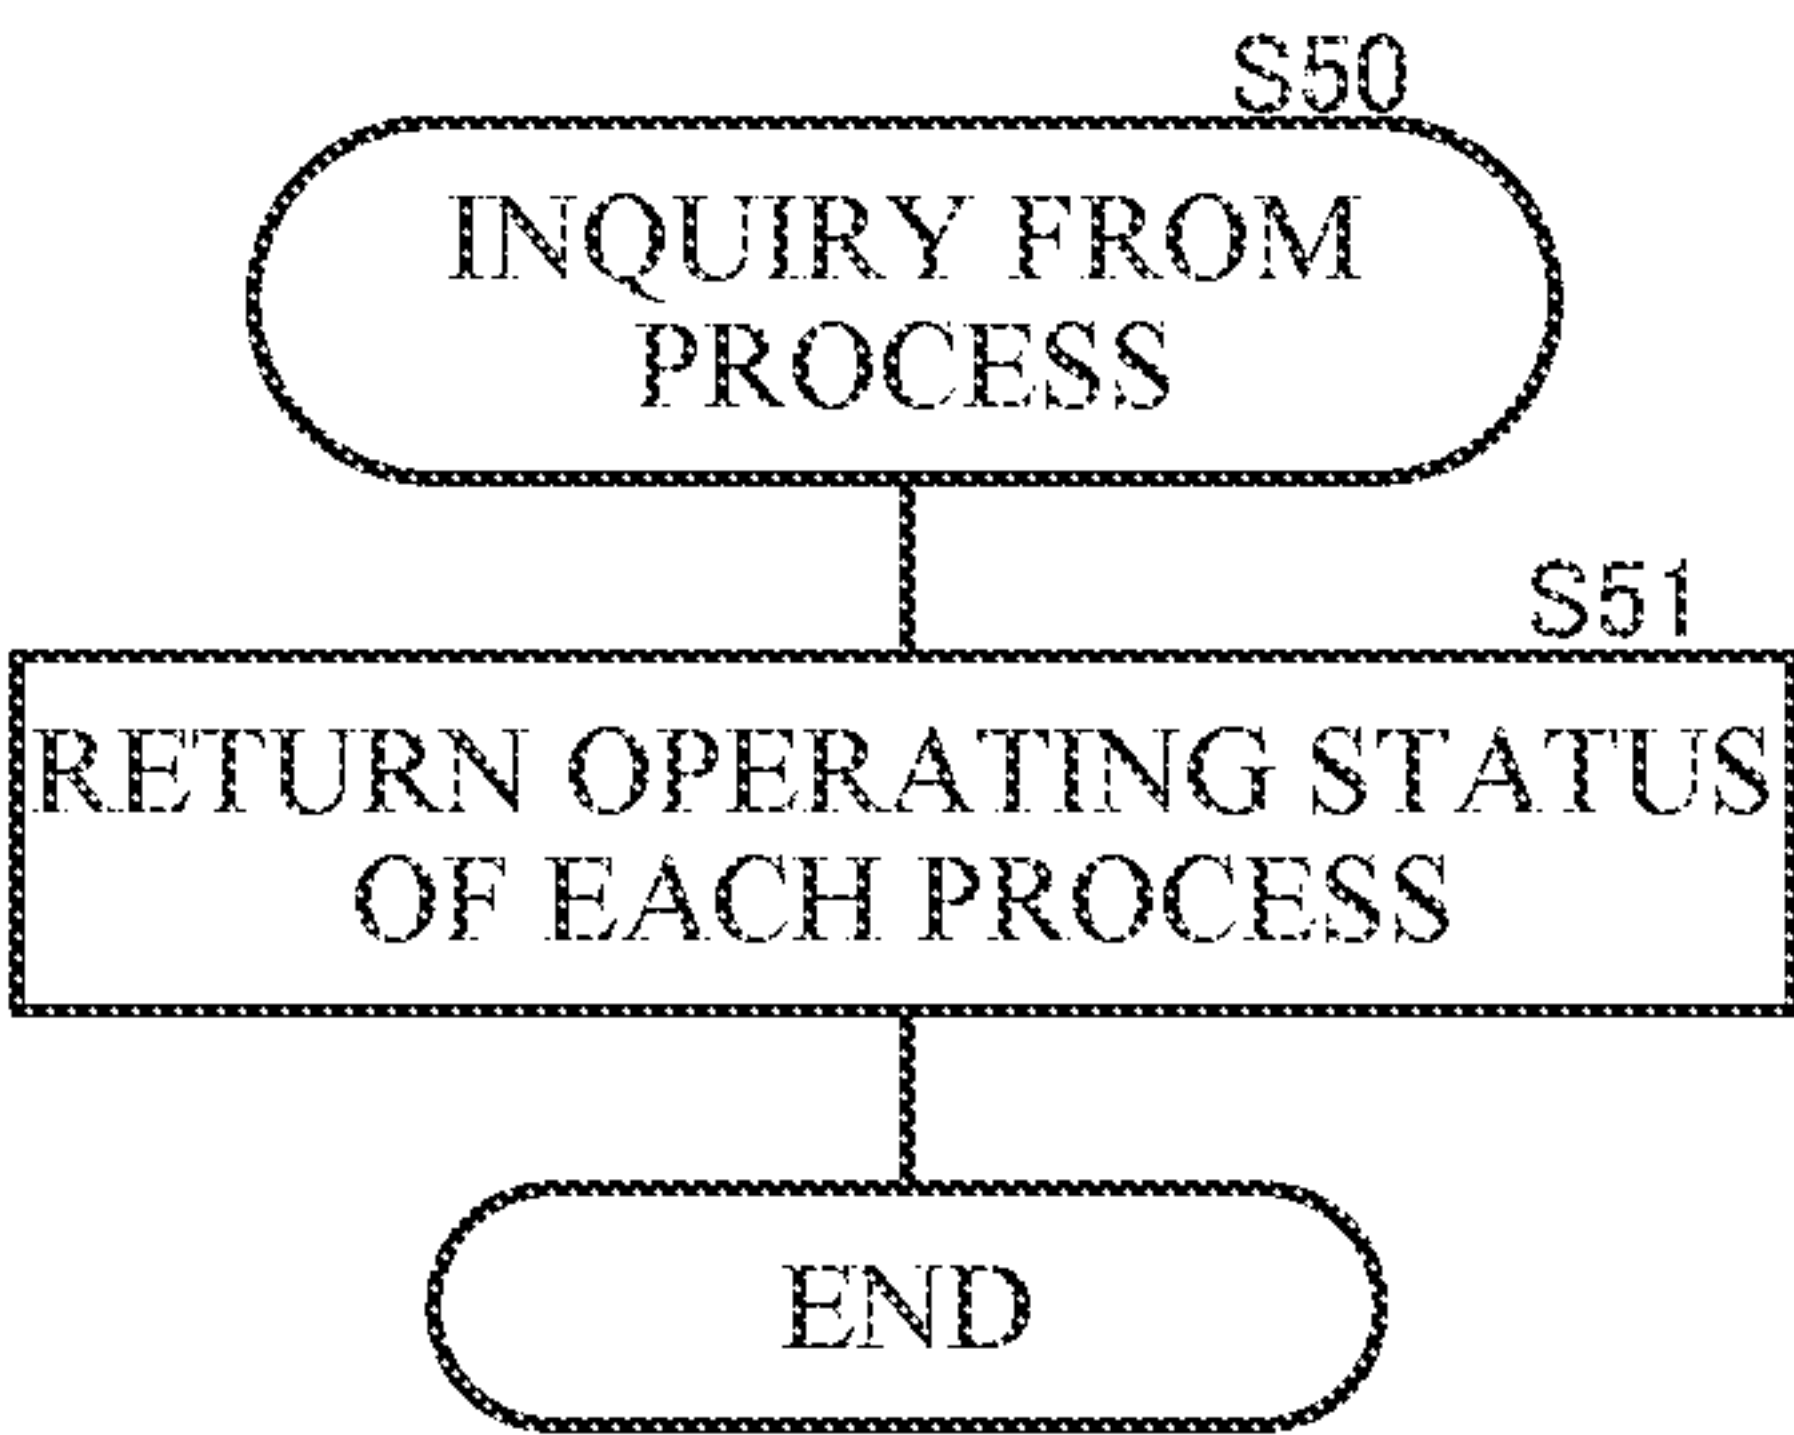 S50
INQUIRY FROM
PROCESS
S51
RETURN OPERATING STATUS
OF EACH PROCESS
END